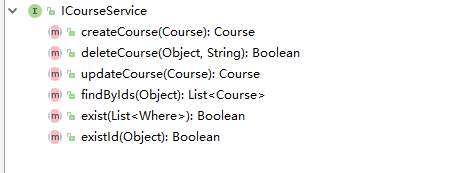 ICourseService
createCourse(Course): Course
deleteCourse(Object, String): Boolean
updateCourse(Course): Course
findByIds(Object): List<Course>
exist(List<Where>): Boolean
existId(Object): Boolean